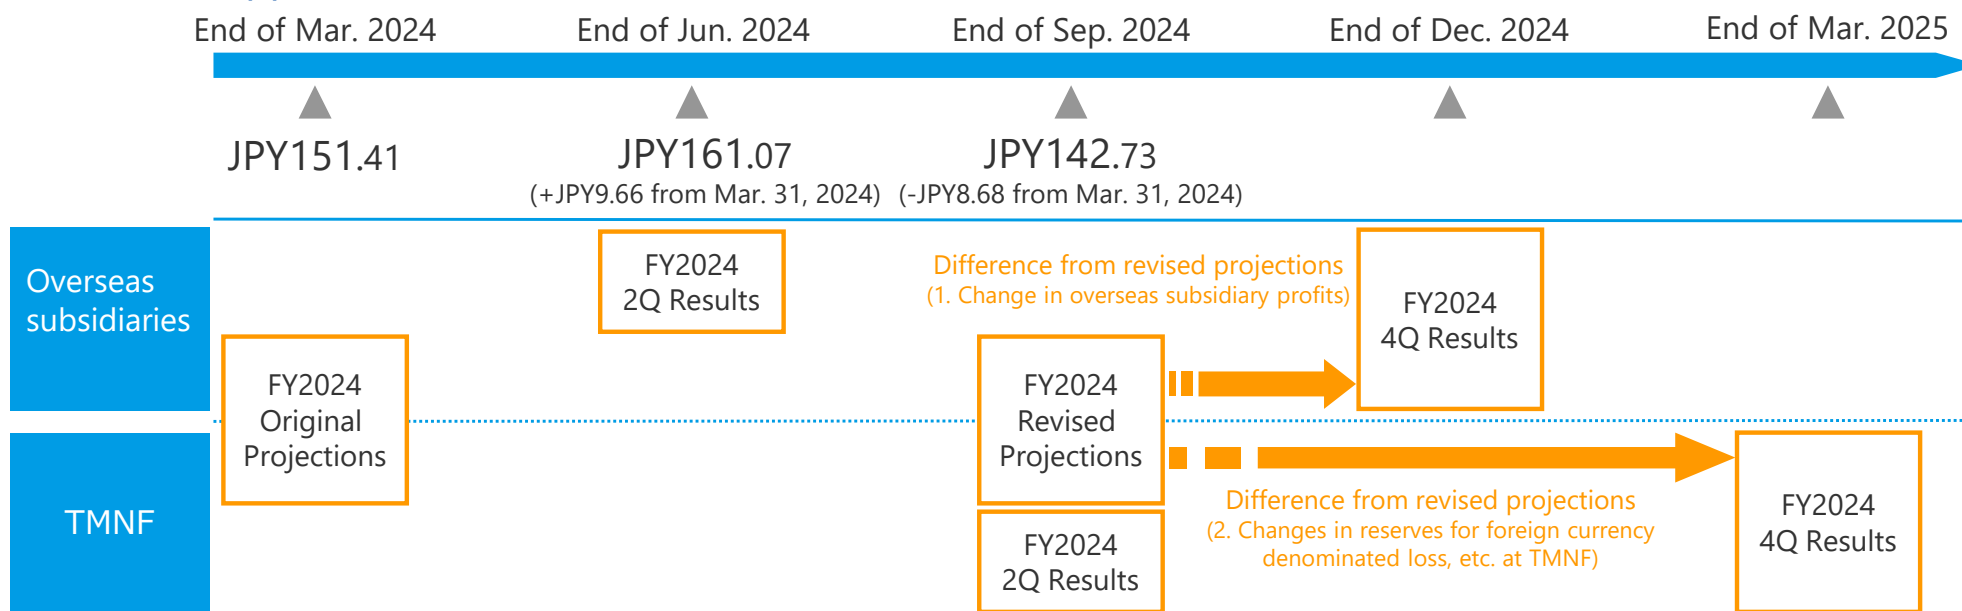 End of Mar. 2024
End of Jun. 2024
End of Sep. 2024
End of Dec. 2024
End of Mar. 2025
JPY151.41
JPY161.07
(+JPY9.66 from Mar. 31, 2024)
JPY142.73
(-JPY8.68 from Mar. 31, 2024)
Overseas
subsidiaries
FY2024
2Q Results
Difference from revised projections
(1. Change in overseas subsidiary profits)
FY2024
4Q Results
FY2024
Original
Projections
FY2024
Revised
Projections
TMNF
FY2024
2Q Results
Difference from revised projections
(2. Changes in reserves for foreign currency
denominated loss, etc. at TMNF)
FY2024
4Q Results